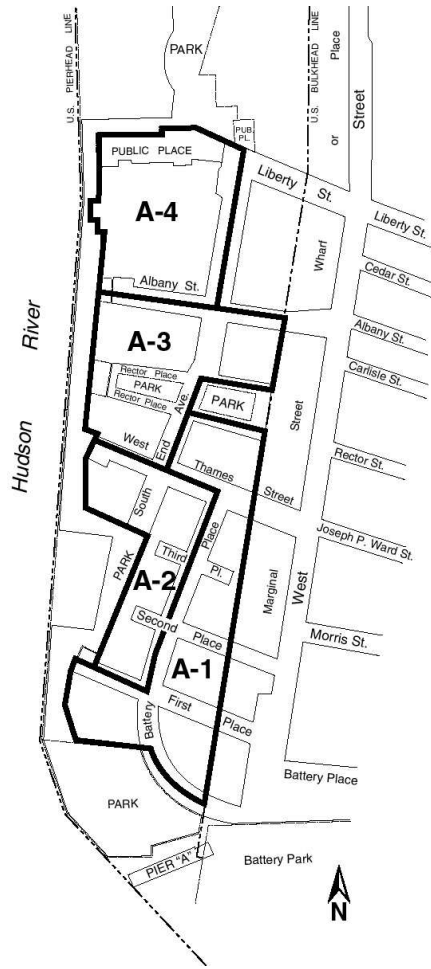 U.S. PIERHEAD LINE
PARK
U.S. BULKHEAD LINE
Place
or
Street
PUB.
PL.
PUBLIC PLACE
Liberty St.
A-4
Liberty St.
Wharf
Cedar St.
Albany St.
Albany St.
Hudson River
A-3
Carlisle St.
Rector Place
PARK
Rector Place
Ave.
PARK
Street
West
End
Rector St.
Thames
Street
South
Place
Joseph P. Ward St.
Third
Pl.
PARK
A-2
Marginal
West
Second
Place
Morris St.
A-1
First
Place
Battery
Battery Place
PARK
PIER "A"
Battery Park
N